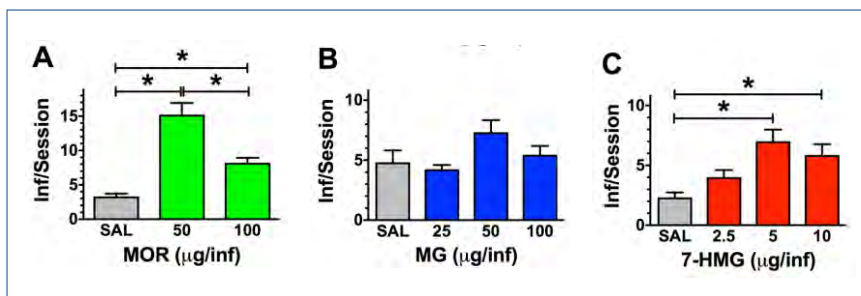 A
*
* *
Inf/Session
15
10
5
0
SAL 50 100
MOR (μg/inf)
B
Inf/Session
10
5
0
SAL 25 50 100
MG (μg/inf)
C
*
*
Inf/Session
10
5
0
SAL 2.5 5 10
7-HMG (μg/inf)